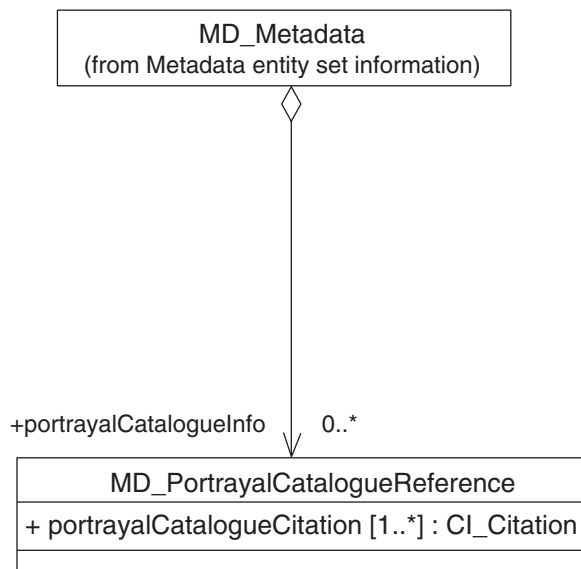 MD_Metadata
(from Metadata entity set information)
+portrayalCatalogueInfo 0..*
MD_PortrayalCatalogueReference
+ portrayalCatalogueCitation [1..*] : CI_Citation